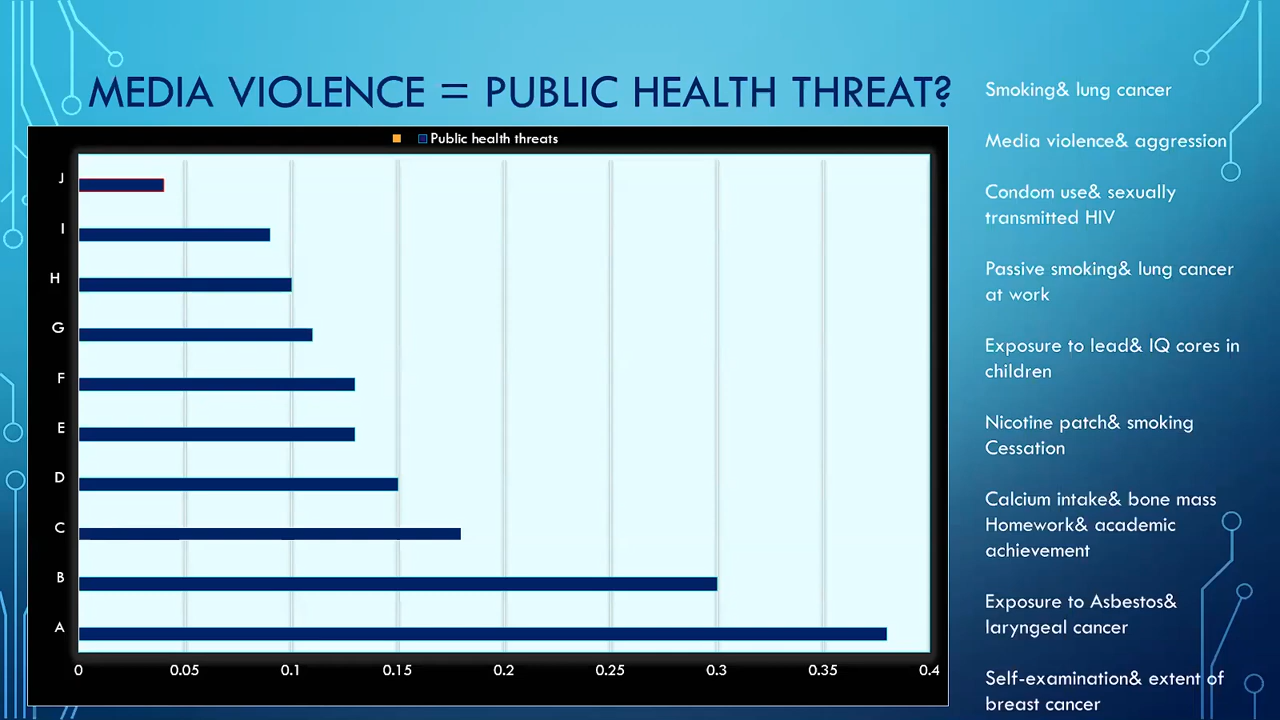 MEDIA VIOLENCE = PUBLIC HEALTH THREAT?
Public health threats
J
I
H
G
F
E
D
C
B
A
0 0.05 0.1 0.15 0.2 0.25 0.3 0.35 0.4
Smoking& lung cancer
Media violence& aggression
Condom use& sexually
transmitted HIV
Passive smoking& lung cancer
at work
Exposure to lead& IQ cores in
children
Nicotine patch& smoking
Cessation
Calcium intake& bone mass
Homework& academic
achievement
Exposure to Asbestos&
laryngeal cancer
Self-examination& extent of
breast cancer